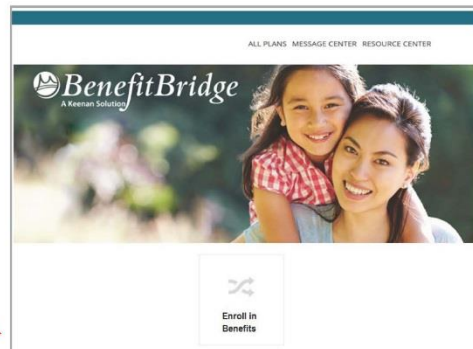 ALL PLANS MESSAGE CENTER RESOURCE CENTER
BenefitBridge
A Keenan Solution
Enroll in
Benefits